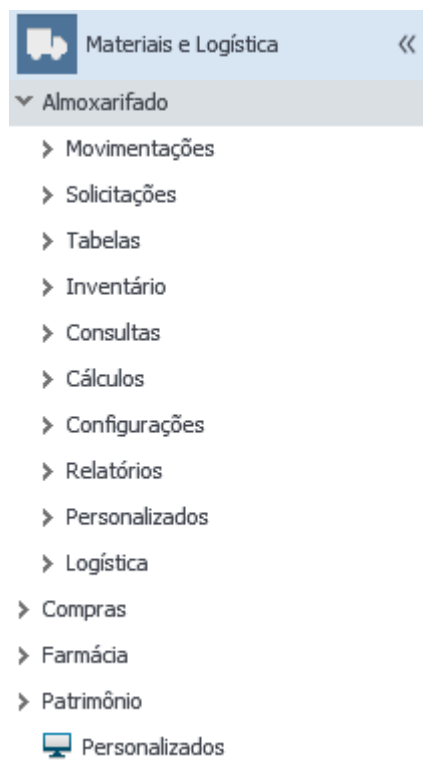 Materiais e Logística
Almoxarifado
Movimentações
Solicitações
Tabelas
Inventário
Consultas
Cálculos
Configurações
Relatórios
Personalizados
Logística
Compras
Farmácia
Patrimônio
Personalizados